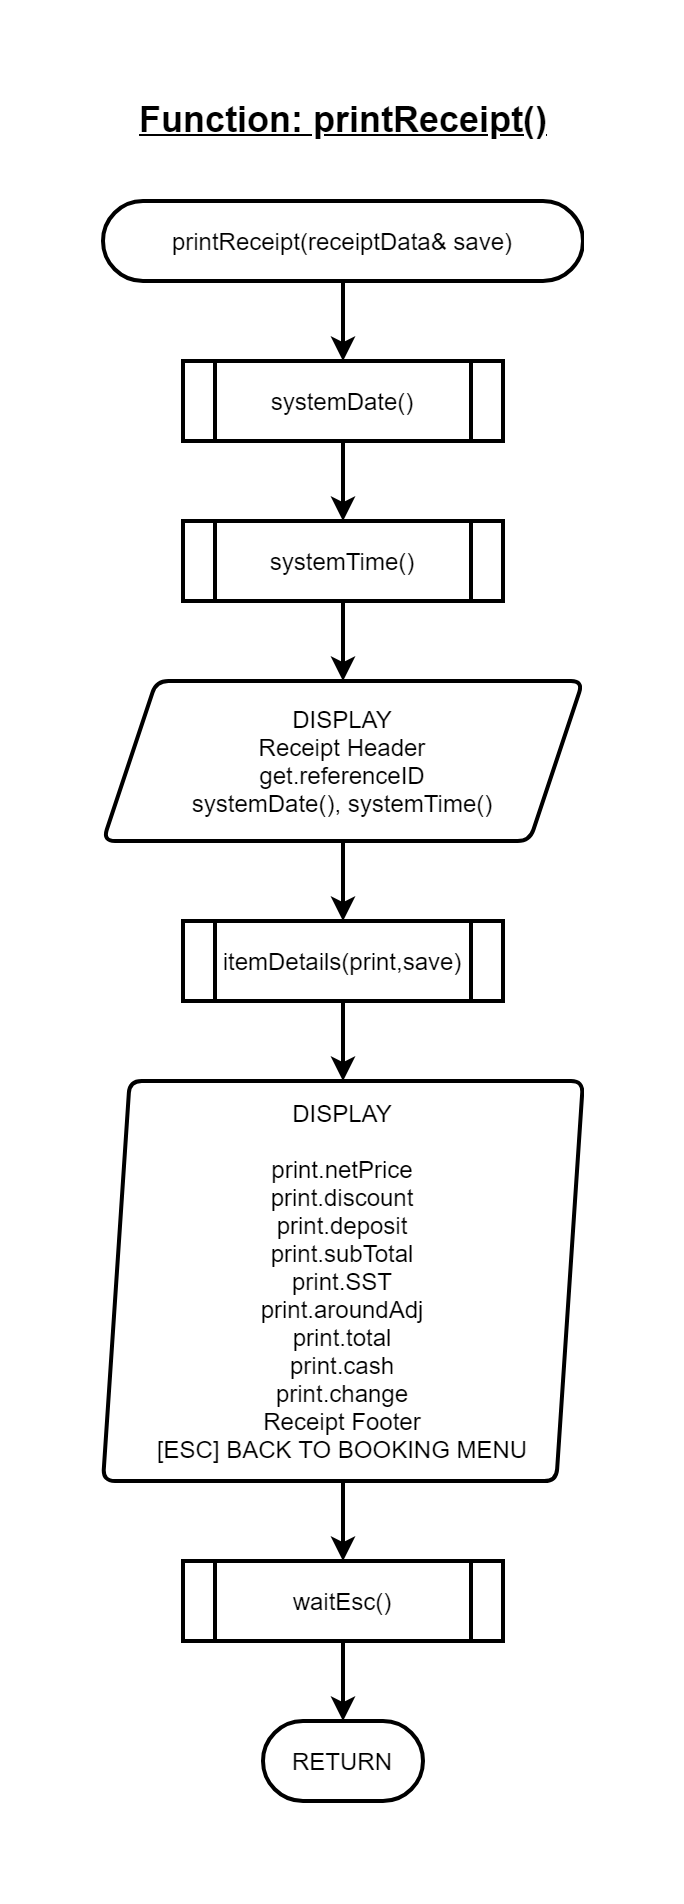 Function: printReceipt()
printReceipt(receiptData& save)
systemDate()
systemTime()
DISPLAY
Receipt Header
get.referenceID
systemDate(), systemTime()
itemDetails(print,save)
DISPLAY
print.netPrice
print.discount
print.deposit
print.subTotal
print.SST
print.aroundAdj
print.total
print.cash
print.change
Receipt Footer
[ESC] BACK TO BOOKING MENU
waitEsc()
RETURN